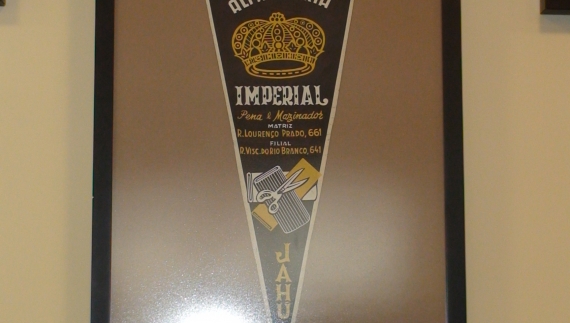 IMPERIAL
Pena & Mazinador
MATRIZ
R. LOURENÇO PRADO, 661
FILIAL
R. VISC. DO RIO BRANCO, 641
JAHU